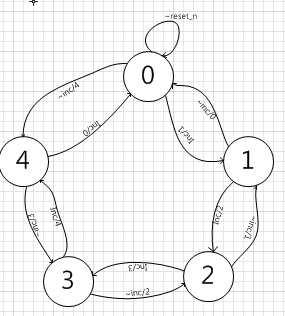 ~reset_n
0
~inc/4
inc/0
inc/1
~inc/0
4
1
~inc/3
inc/4
inc/2
~inc/1
inc/3
3
~inc/2
2